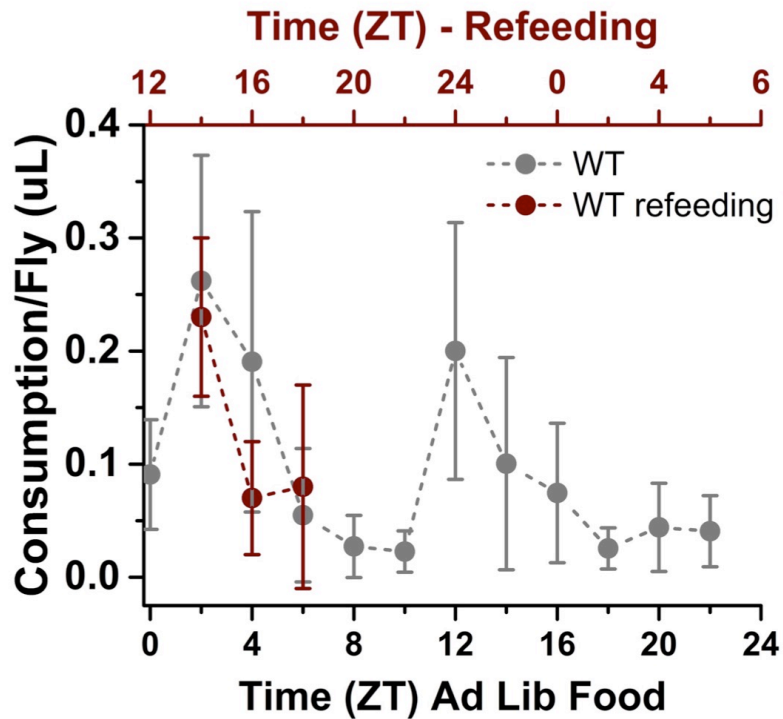 Time (ZT) - Refeeding
12 16 20 24 0 4 6
0.4
WT
WT refeeding
0.3
0.2
0.1
0.0
Consumption/Fly (uL)
0 4 8 12 16 20 24
Time (ZT) Ad Lib Food